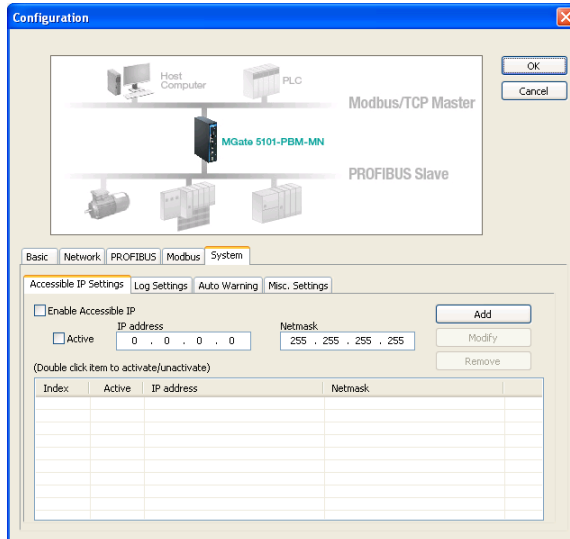 Configuration
OK
Cancel
Host
Computer
PLC
Modbus/TCP Master
MGate 5101-PBM-MN
PROFIBUS Slave
Basic Network PROFIBUS Modbus System
Accessible IP Settings Log Settings Auto Warning Misc. Settings
Enable Accessible IP
Add
IP address Netmask
Active 0 . 0 . 0 . 0 255 . 255 . 255 . 255
Modify
Remove
(Double click item to activate/unactivate)
Index Active IP address Netmask